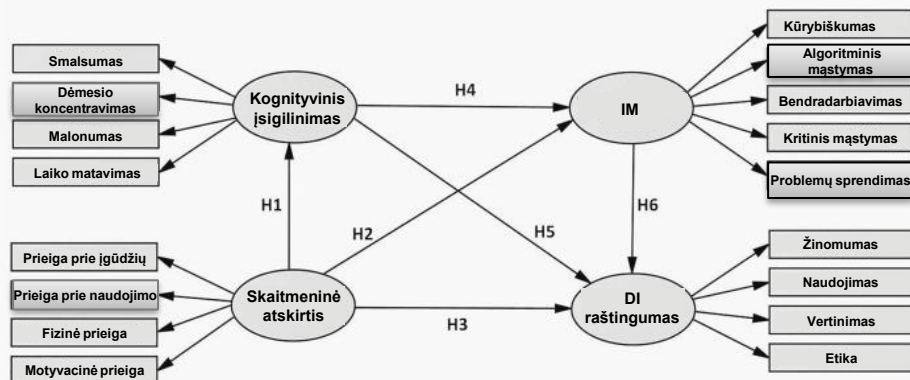 Smalsumas
Dėmesio
koncentravimas
Malonumas
Laiko matavimas
Kognityvinis
įsigilinimas
H4
IM
Kūrybiškumas
Algoritminis
mąstymas
Bendradarbiavimas
Kritinis mąstymas
Problemų sprendimas
H1
H2
H5
H6
Prieiga prie įgūdžių
Prieiga prie naudojimo
Fizinė prieiga
Motyvacinė prieiga
Skaitmeninė
atskirtis
H3
DI
raštingumas
Žinomumas
Naudojimas
Vertinimas
Etika